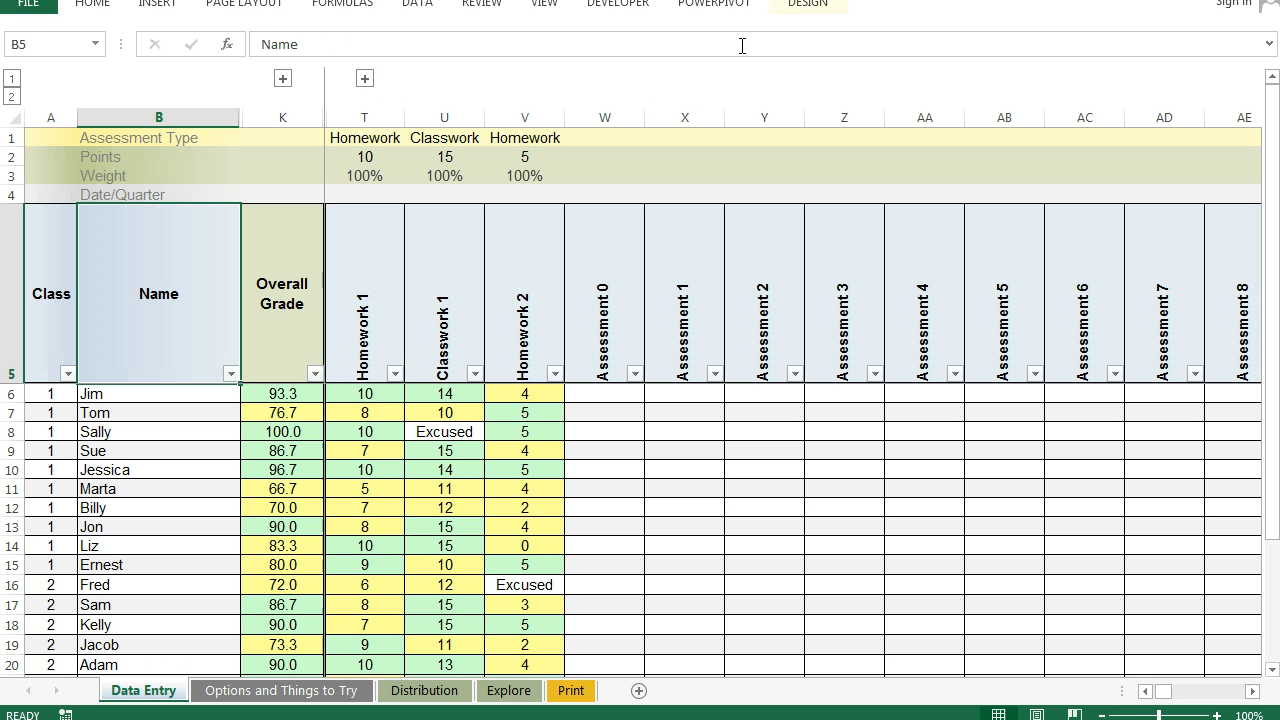 FILE HOME INSERT PAGE LAYOUT FORMULAS DATA REVIEW VIEW DEVELOPER POWERPIVOT DESIGN Sign in
B5 fx Name
1
2
A B K T U V W X Y Z AA AB AC AD AE
1 Assessment Type Homework Classwork Homework
2 Points 10 15 5
3 Weight 100% 100% 100%
4 Date/Quarter
5 Class Name Overall Grade Homework 1 Classwork 1 Homework 2 Assessment 0 Assessment 1 Assessment 2 Assessment 3 Assessment 4 Assessment 5 Assessment 6 Assessment 7 Assessment 8
6 1 Jim 93.3 10 14 4
7 1 Tom 76.7 8 10 5
8 1 Sally 100.0 10 Excused 5
9 1 Sue 86.7 7 15 4
10 1 Jessica 96.7 10 14 5
11 1 Marta 66.7 5 11 4
12 1 Billy 70.0 7 12 2
13 1 Jon 90.0 8 15 4
14 1 Liz 83.3 10 15 0
15 1 Ernest 80.0 9 10 5
16 2 Fred 72.0 6 12 Excused
17 2 Sam 86.7 8 15 3
18 2 Kelly 90.0 7 15 5
19 2 Jacob 73.3 9 11 2
20 2 Adam 90.0 10 13 4
Data Entry Options and Things to Try Distribution Explore Print
READY 100%